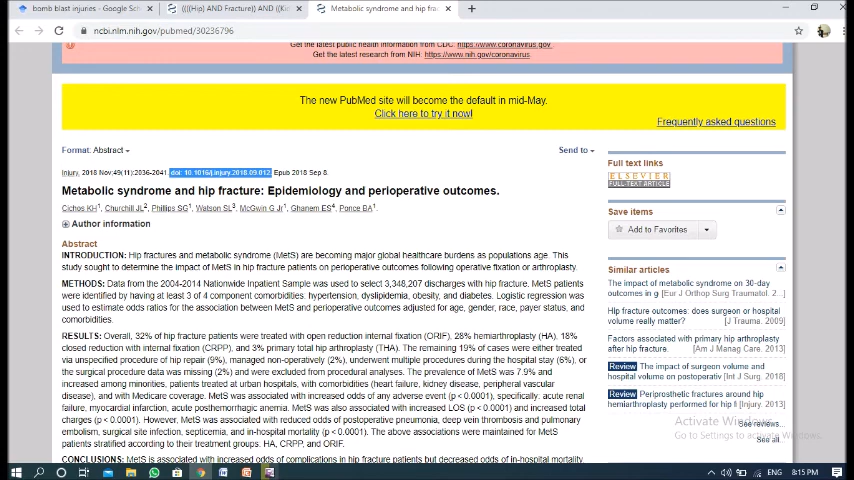 bomb blast injuries - Google Sch
((((Hip) AND Fracture)) AND ((Ki
Metabolic syndrome and hip frac
ncbi.nlm.nih.gov/pubmed/30236796
Get the latest public health information from CDC: https://www.coronavirus.gov
Get the latest research from NIH: https://www.nih.gov/coronavirus.
The new PubMed site will become the default in mid-May.
Click here to try it now!
Frequently asked questions
Format: Abstract
Send to
Injury. 2018 Nov;49(11):2036-2041. doi: 10.1016/j.injury.2018.09.012. Epub 2018 Sep 8.
Metabolic syndrome and hip fracture: Epidemiology and perioperative outcomes.
Cichos KH1, Churchill JL2, Phillips SG1, Watson SL3, McGwin G Jr1, Ghanem ES4, Ponce BA1.
Author information
Abstract
INTRODUCTION: Hip fractures and metabolic syndrome (MetS) are becoming major global healthcare burdens as populations age. This
study sought to determine the impact of MetS in hip fracture patients on perioperative outcomes following operative fixation or arthroplasty.
METHODS: Data from the 2004-2014 Nationwide Inpatient Sample was used to select 3,348,207 discharges with hip fracture. MetS patients
were identified by having at least 3 of 4 component comorbidities: hypertension, dyslipidemia, obesity, and diabetes. Logistic regression was
used to estimate odds ratios for the association between MetS and perioperative outcomes adjusted for age, gender, race, payer status, and
comorbidities.
RESULTS: Overall, 32% of hip fracture patients were treated with open reduction internal fixation (ORIF), 28% hemiarthroplasty (HA), 18%
closed reduction with internal fixation (CRPP), and 3% primary total hip arthroplasty (THA). The remaining 19% of cases were either treated
via unspecified procedure of hip repair (9%), managed non-operatively (2%), underwent multiple procedures during the hospital stay (6%), or
the surgical procedure data was missing (2%) and were excluded from procedural analyses. The prevalence of MetS was 7.9% and
increased among minorities, patients treated at urban hospitals, with comorbidities (heart failure, kidney disease, peripheral vascular
disease), and with Medicare coverage. MetS was associated with increased odds of any adverse event (p < 0.0001), specifically: acute renal
failure, myocardial infarction, acute posthemorrhagic anemia. MetS was also associated with increased LOS (p < 0.0001) and increased total
charges (p < 0.0001). However, MetS was associated with reduced odds of postoperative pneumonia, deep vein thrombosis and pulmonary
embolism, surgical site infection, septicemia, and in-hospital mortality (p < 0.0001). The above associations were maintained for MetS
patients stratified according to their treatment groups: HA, CRPP, and ORIF.
CONCLUSIONS: MetS is associated with increased odds of complications in hip fracture patients but decreased odds of in-hospital mortality.
Full text links
ELSEVIER
FULL-TEXT ARTICLE
Save items
Add to Favorites
Similar articles
The impact of metabolic syndrome on 30-day
outcomes in g [Eur J Orthop Surg Traumatol. 2...]
Hip fracture outcomes: does surgeon or hospital
volume really matter? [J Trauma. 2009]
Factors associated with primary hip arthroplasty
after hip fracture. [Am J Manag Care. 2013]
Review The impact of surgeon volume and
hospital volume on postoperativ [Int J Surg. 2018]
Review Periprosthetic fractures around hip
hemiarthroplasty performed for hip f [Injury. 2013]
See reviews...
See all...
Activate Windows
Go to Settings to activate Windows.
ENG
8:15 PM